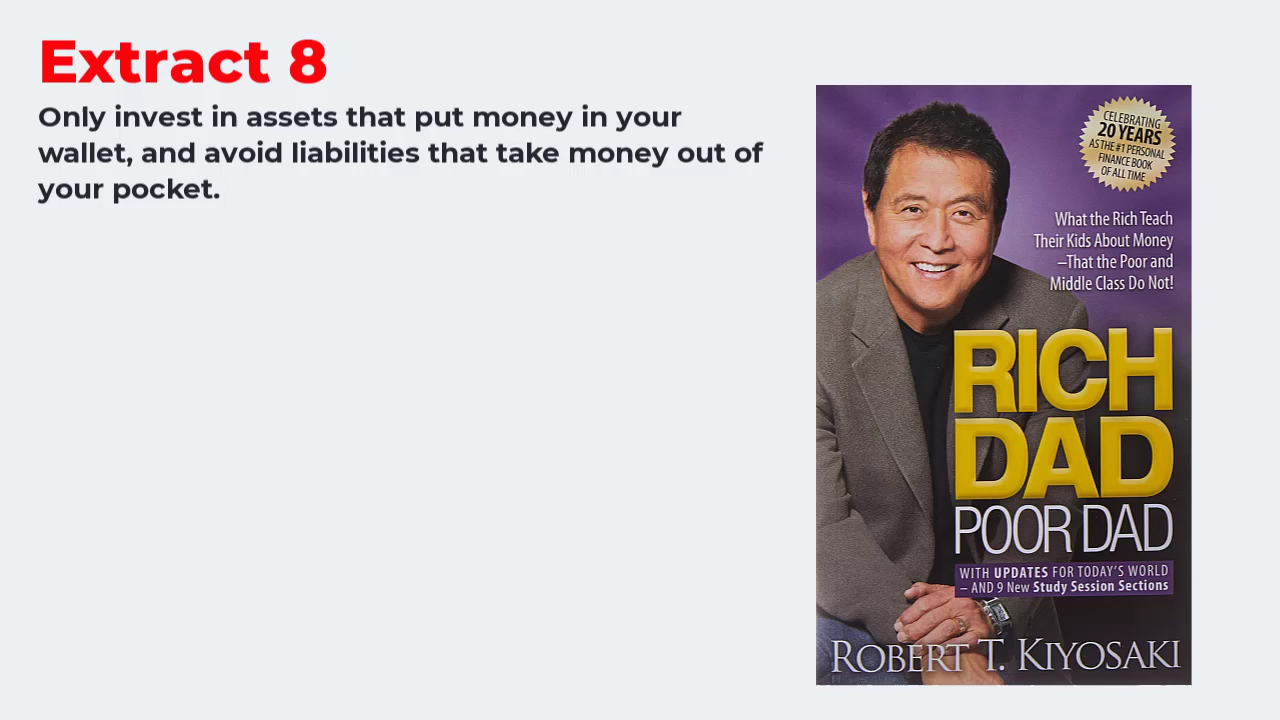 Extract 8
Only invest in assets that put money in your
wallet, and avoid liabilities that take money out of
your pocket.
CELEBRATING
20 YEARS
AS THE #1 PERSONAL
FINANCE BOOK
OF ALL TIME
What the Rich Teach
Their Kids About Money
–That the Poor and
Middle Class Do Not!
RICH
DAD
POOR DAD
WITH UPDATES FOR TODAY'S WORLD
– AND 9 New Study Session Sections
ROBERT T. KIYOSAKI